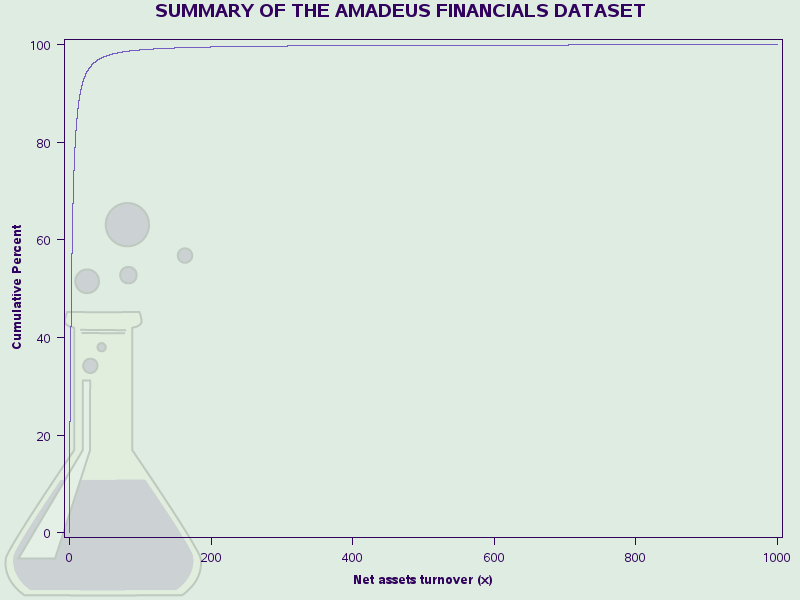 SUMMARY OF THE AMADEUS FINANCIALS DATASET
100
80
60
40
20
0
Cumulative Percent
0 200 400 600 800 1000
Net assets turnover (x)